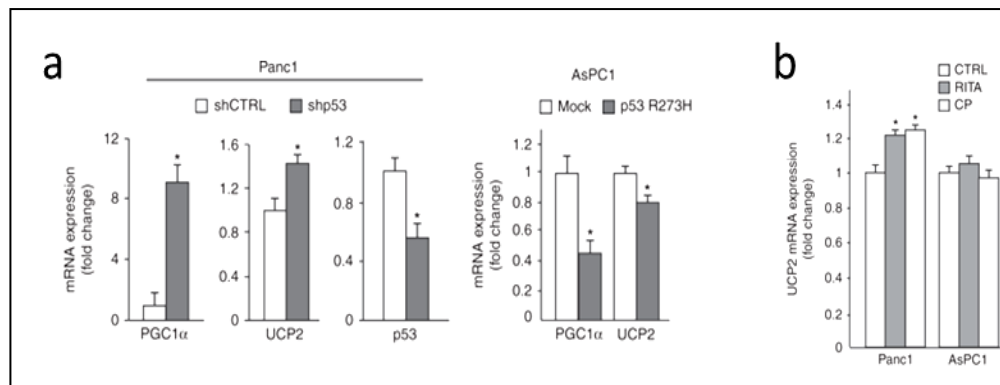 a
Panc1
shCTRL shp53
mRNA expression
(fold change)
12
8
4
0
PGC1α
*
1.6
1.2
0.8
0.4
0
UCP2
*
1.2
0.8
0.4
0
p53
*
AsPC1
Mock p53 R273H
mRNA expression
(fold change)
1.2
1
0.8
0.6
0.4
0.2
0
PGC1α UCP2
* *
b
CTRL
RITA
CP
UCP2 mRNA expression
(fold change)
1.4
1.2
1
0.8
0.6
0.4
0.2
0
Panc1 AsPC1
* *